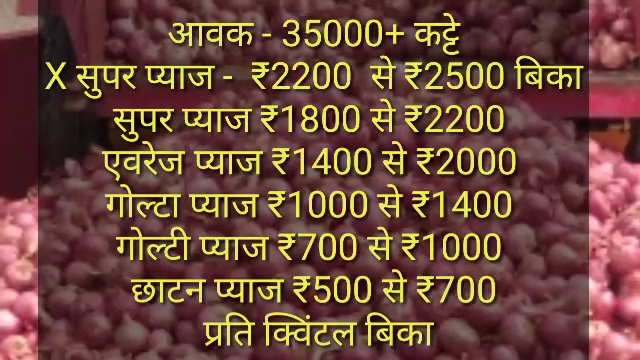 आवक - 35000+ कट्टे
X सुपर प्याज - ₹2200 से ₹2500 बिका
सुपर प्याज ₹1800 से ₹2200
एवरेज प्याज ₹1400 से ₹2000
गोल्टा प्याज ₹1000 से ₹1400
गोल्टी प्याज ₹700 से ₹1000
छाटन प्याज ₹500 से ₹700
प्रति क्विंटल बिका